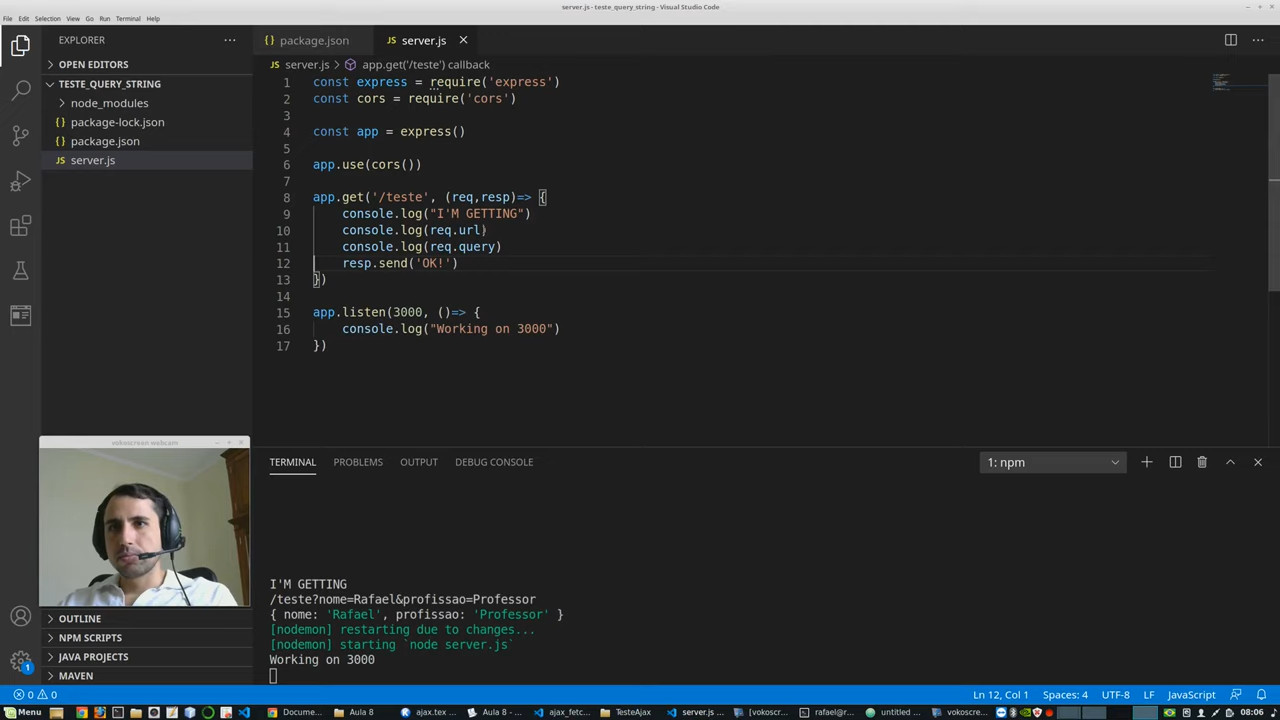 server.js - teste_query_string - Visual Studio Code
File Edit Selection View Go Run Terminal Help
EXPLORER
package.json
server.js
OPEN EDITORS
server.js > app.get('/teste') callback
TESTE_QUERY_STRING
node_modules
package-lock.json
package.json
JS server.js
1 const express = require('express')
2 const cors = require('cors')
3
4 const app = express()
5
6 app.use(cors())
7
8 app.get('/teste', (req,resp)=> {
9 console.log("I'M GETTING")
10 console.log(req.url)
11 console.log(req.query)
12 resp.send('OK!')
13 })
14
15 app.listen(3000, ()=> {
16 console.log("Working on 3000")
17 })
vokoscreen webcam
TERMINAL PROBLEMS OUTPUT DEBUG CONSOLE
1: npm
I'M GETTING
/teste?nome=Rafael&profissao=Professor
{ nome: 'Rafael', profissao: 'Professor' }
[nodemon] restarting due to changes...
[nodemon] starting `node server.js`
Working on 3000
OUTLINE
NPM SCRIPTS
JAVA PROJECTS
MAVEN
1
0 0
Ln 12, Col 1 Spaces: 4 UTF-8 LF JavaScript
Menu
Docume...
Aula 8
ajax.tex ...
Aula 8 - ...
ajax_fetc...
TesteAjax
server.js ...
[vokoscr...
rafael@r...
untitled ...
vokoscre...
08:06